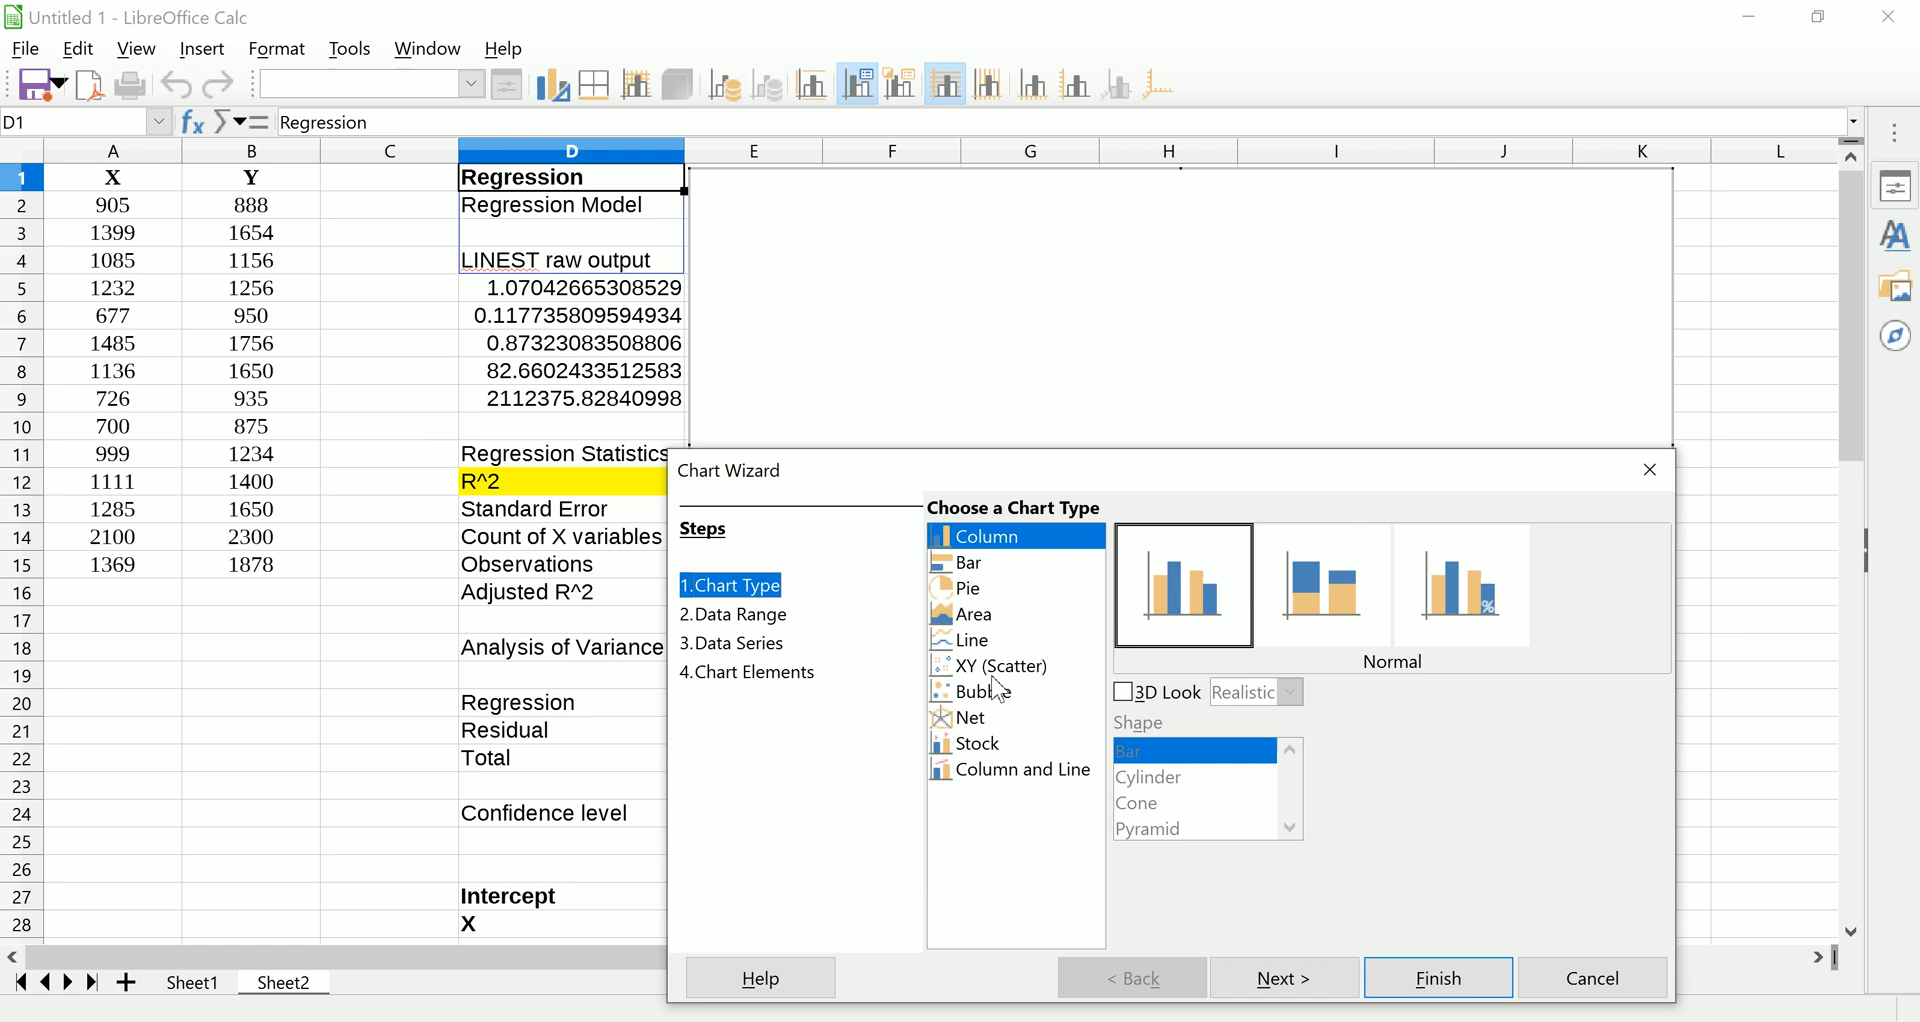 Untitled 1 - LibreOffice Calc
File Edit View Insert Format Tools Window Help
D1 Regression
A B C D E F G H I J K L
1 X Y Regression
2 905 888 Regression Model
3 1399 1654
4 1085 1156 LINEST raw output
5 1232 1256 1.07042665308529
6 677 950 0.117735809594934
7 1485 1756 0.87323083508806
8 1136 1650 82.6602433512583
9 726 935 2112375.82840998
10 700 875
11 999 1234 Regression Statistics
12 1111 1400 R^2
13 1285 1650 Standard Error
14 2100 2300 Count of X variables
15 1369 1878 Observations
16 Adjusted R^2
17
18 Analysis of Variance
19
20 Regression
21 Residual
22 Total
23
24 Confidence level
25
26
27 Intercept
28 X
Sheet1 Sheet2
Chart Wizard
Steps
1.Chart Type
2.Data Range
3.Data Series
4.Chart Elements
Choose a Chart Type
Column
Bar
Pie
Area
Line
XY (Scatter)
Bubble
Net
Stock
Column and Line
%
Normal
3D Look Realistic
Shape
Bar
Cylinder
Cone
Pyramid
Help < Back Next > Finish Cancel